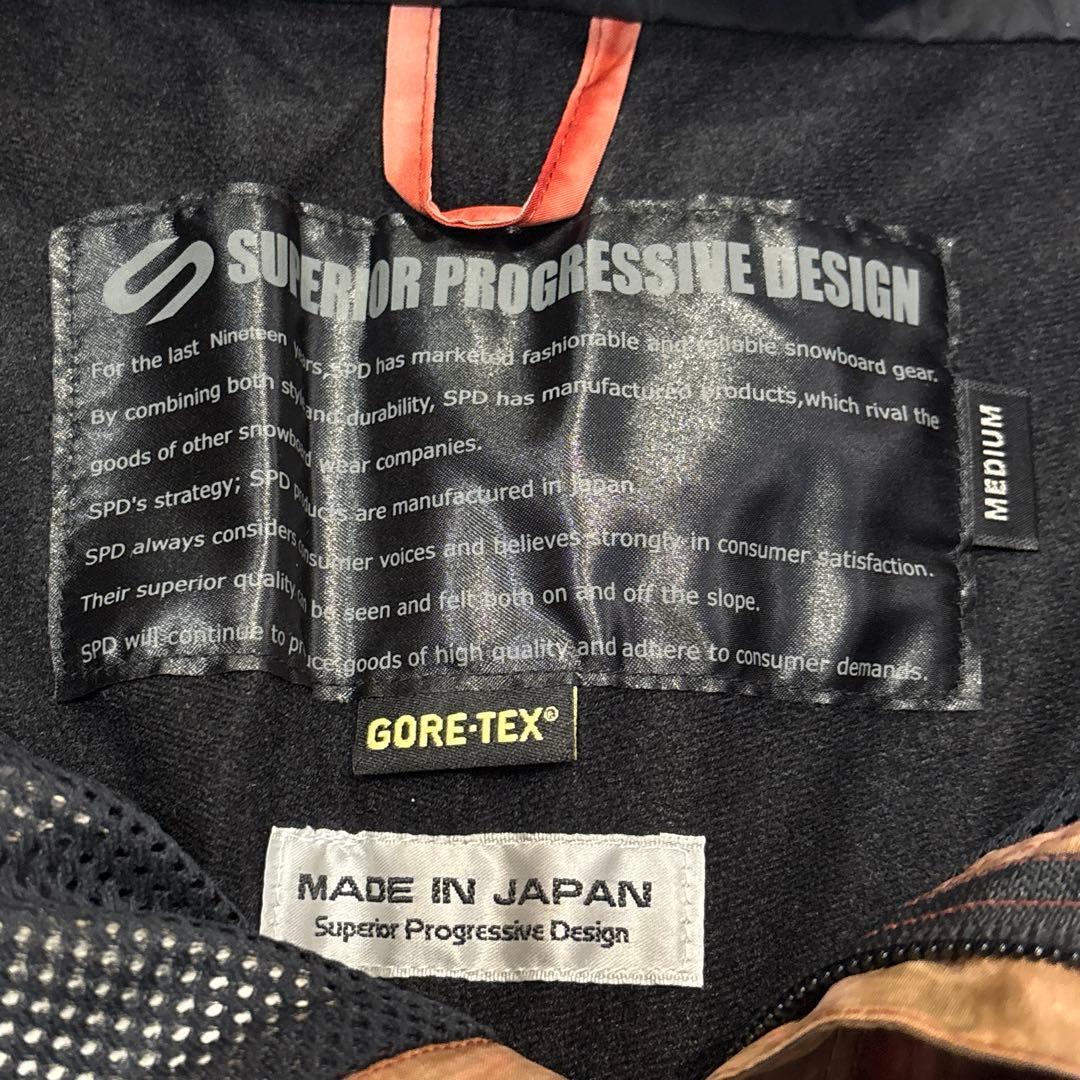 SUPERIOR PROGRESSIVE DESIGN
For the last Nineteen years, SPD has marketed fashionable and reliable snowboard gear.
By combining both style and durability, SPD has manufactured products,which rival the
goods of other snowboard wear companies.
SPD's strategy; SPD products are manufactured in Japan.
SPD always considers consumer voices and believes strongly in consumer satisfaction.
Their superior quality can be seen and felt both on and off the slope.
SPD will continue to produce goods of high quality and adhere to consumer demands.
MEDIUM
GORE-TEX®
MADE IN JAPAN
Superior Progressive Design